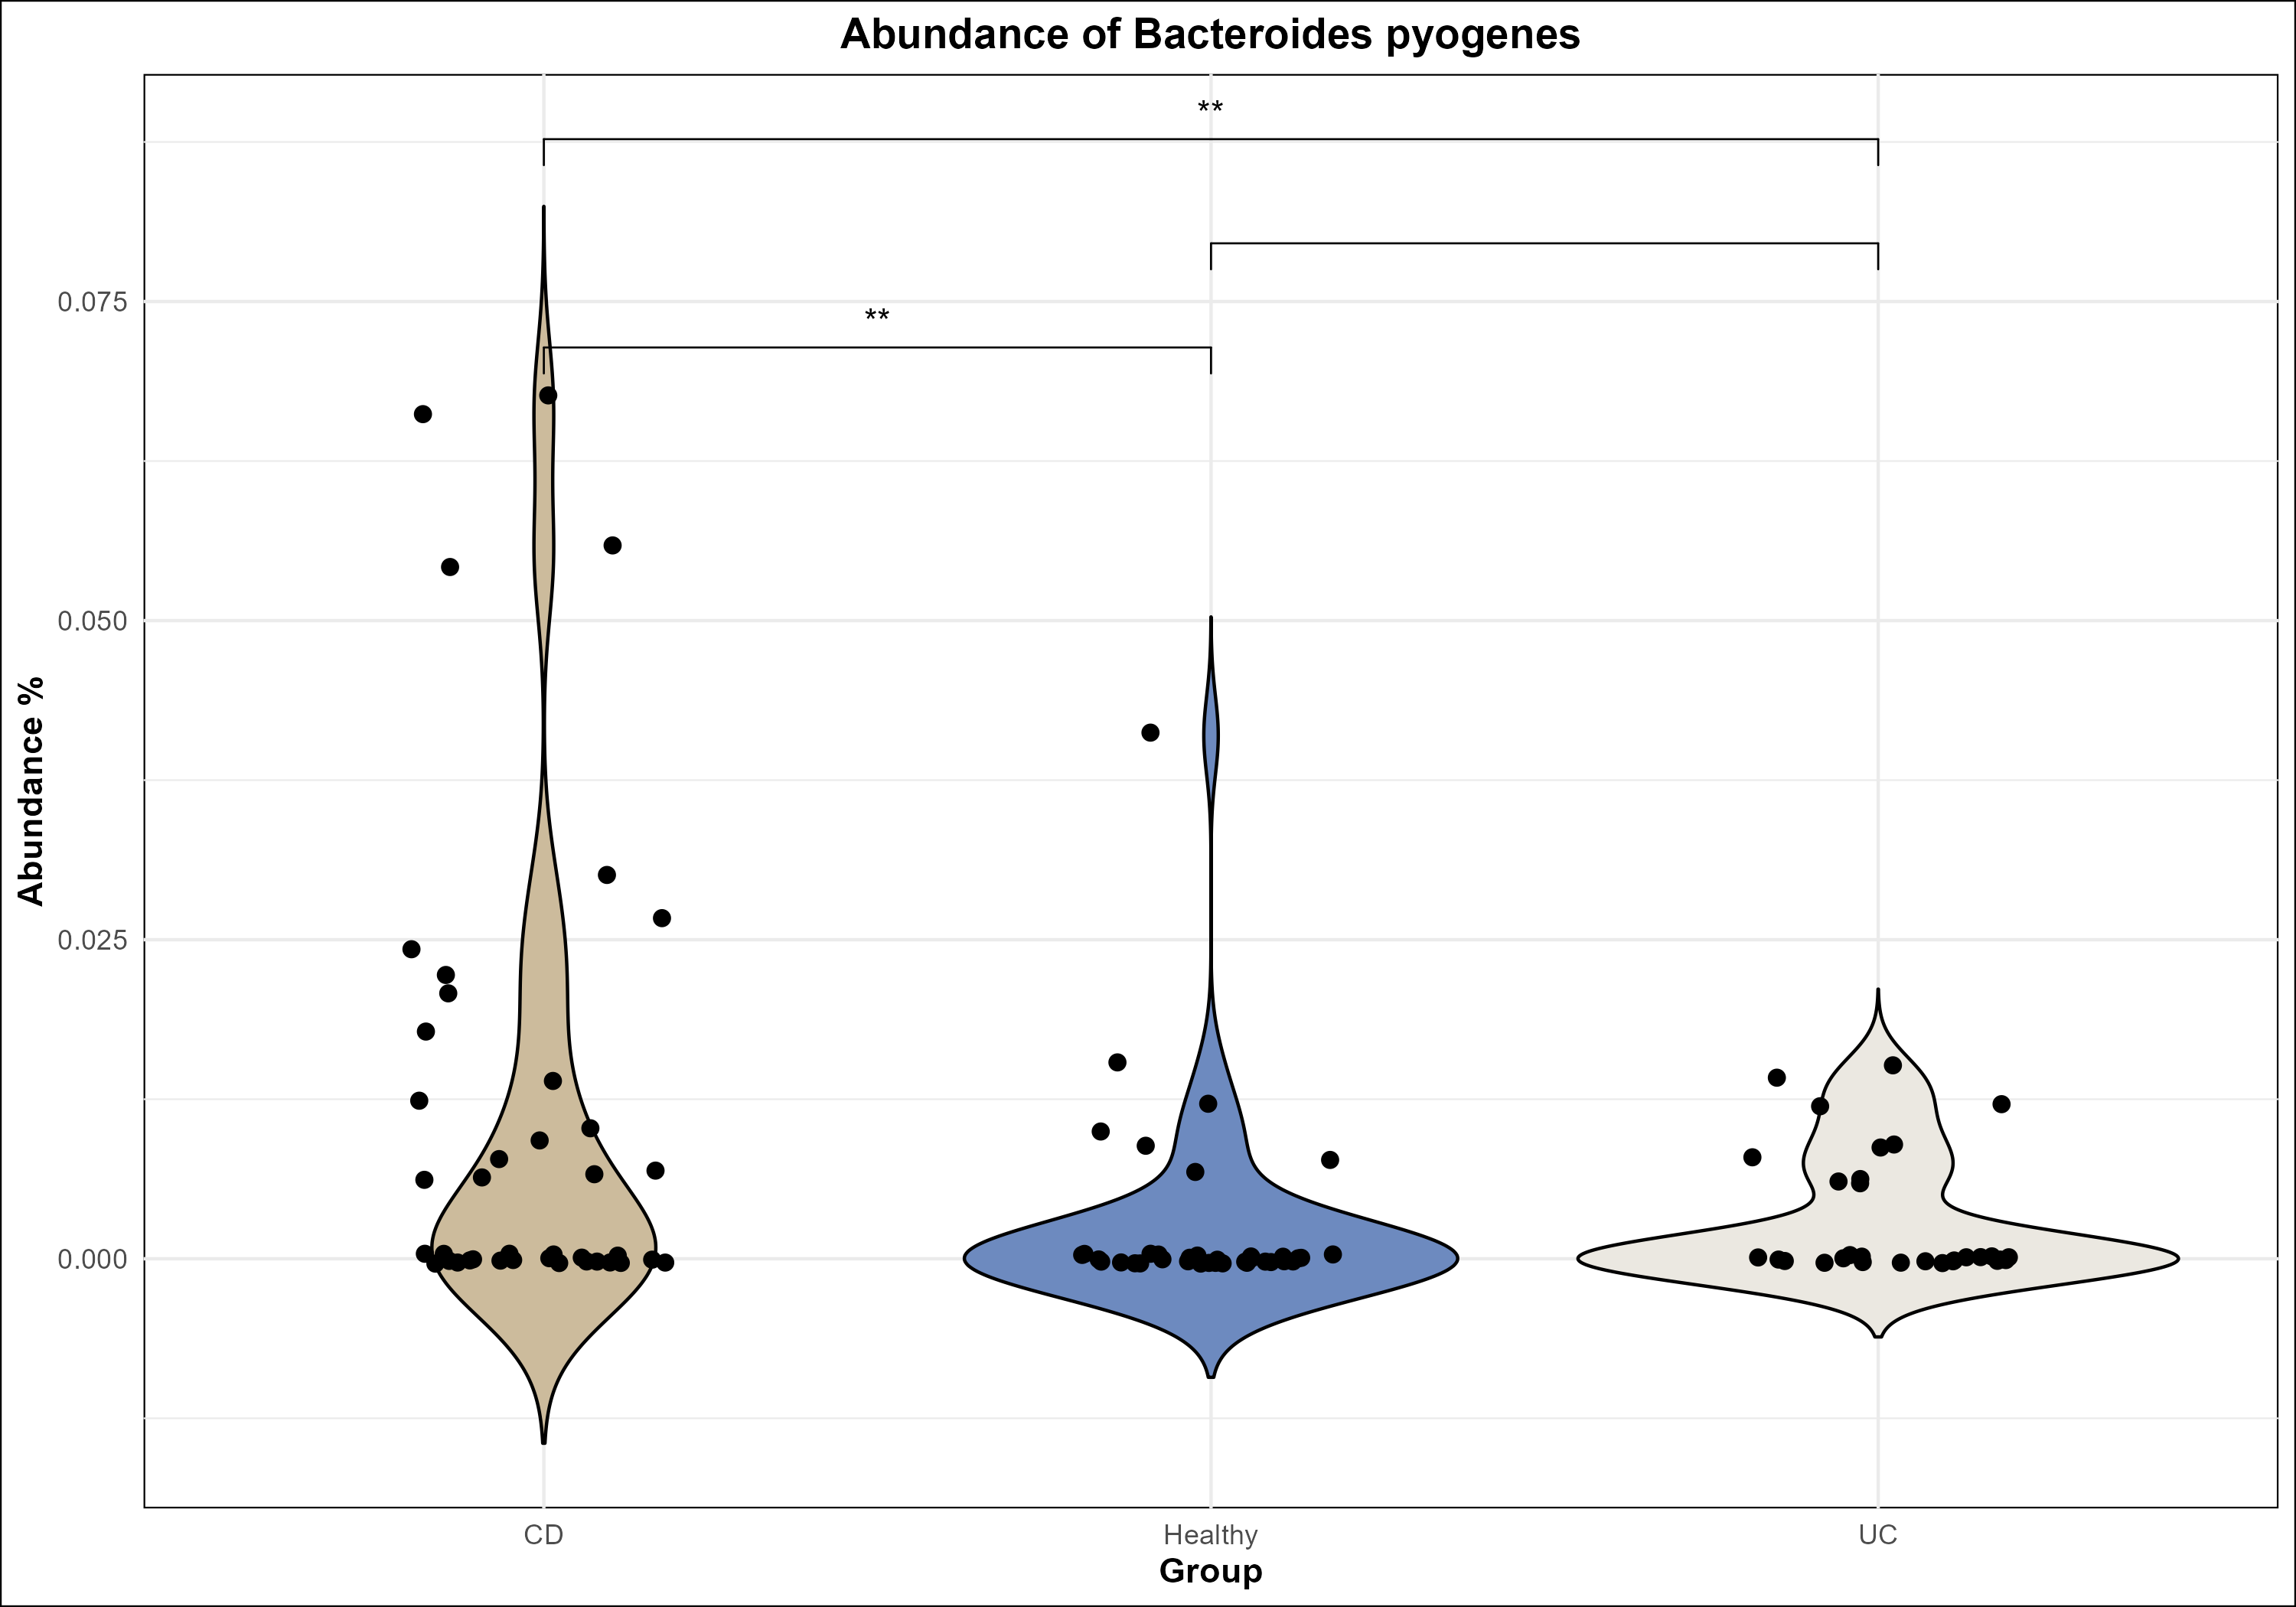 Abundance of Bacteroides pyogenes
**
0.075
**
0.050
Abundance %
0.025
0.000
CD Healthy UC
Group